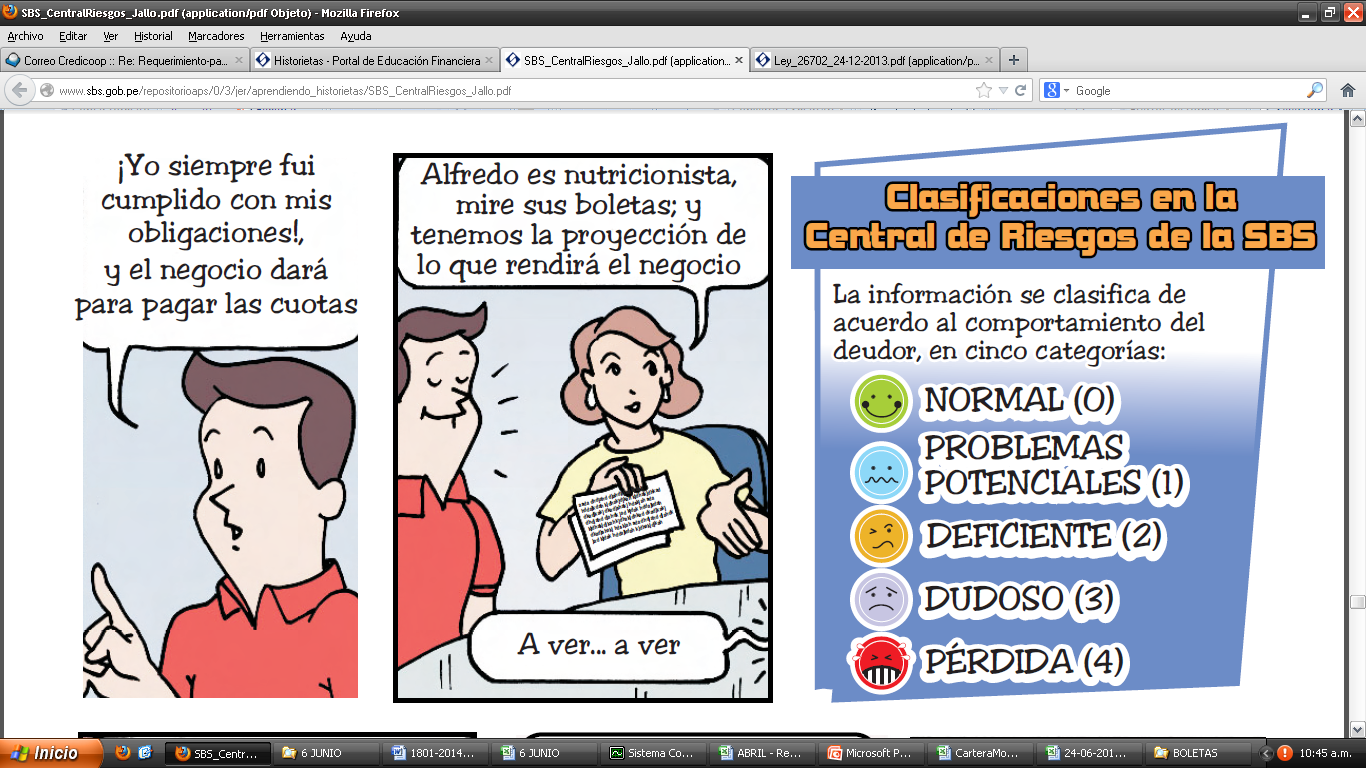 SBS_CentralRiesgos_Jallo.pdf (application/pdf Objeto) - Mozilla Firefox
Archivo Editar Ver Historial Marcadores Herramientas Ayuda
Correo Credicoop :: Re: Requerimiento-pa...
Historietas - Portal de Educación Financiera
SBS_CentralRiesgos_Jallo.pdf (application...
Ley_26702_24-12-2013.pdf (application/p...
www.sbs.gob.pe/repositorioaps/0/3/jer/aprendiendo_historietas/SBS_CentralRiesgos_Jallo.pdf
Google
¡Yo siempre fui
cumplido con mis
obligaciones!,
y el negocio dará
para pagar las cuotas
Alfredo es nutricionista,
mire sus boletas; y
tenemos la proyección de
lo que rendirá el negocio
A ver... a ver
Clasificaciones en la
Central de Riesgos de la SBS
La información se clasifica de
acuerdo al comportamiento del
deudor, en cinco categorías:
NORMAL (0)
PROBLEMAS
POTENCIALES (1)
DEFICIENTE (2)
DUDOSO (3)
PÉRDIDA (4)
Inicio
SBS_Centr...
6 JUNIO
1801-2014...
6 JUNIO
Sistema Co...
ABRIL - Re...
Microsoft P...
CarteraMo...
24-06-201...
BOLETAS
10:45 a.m.